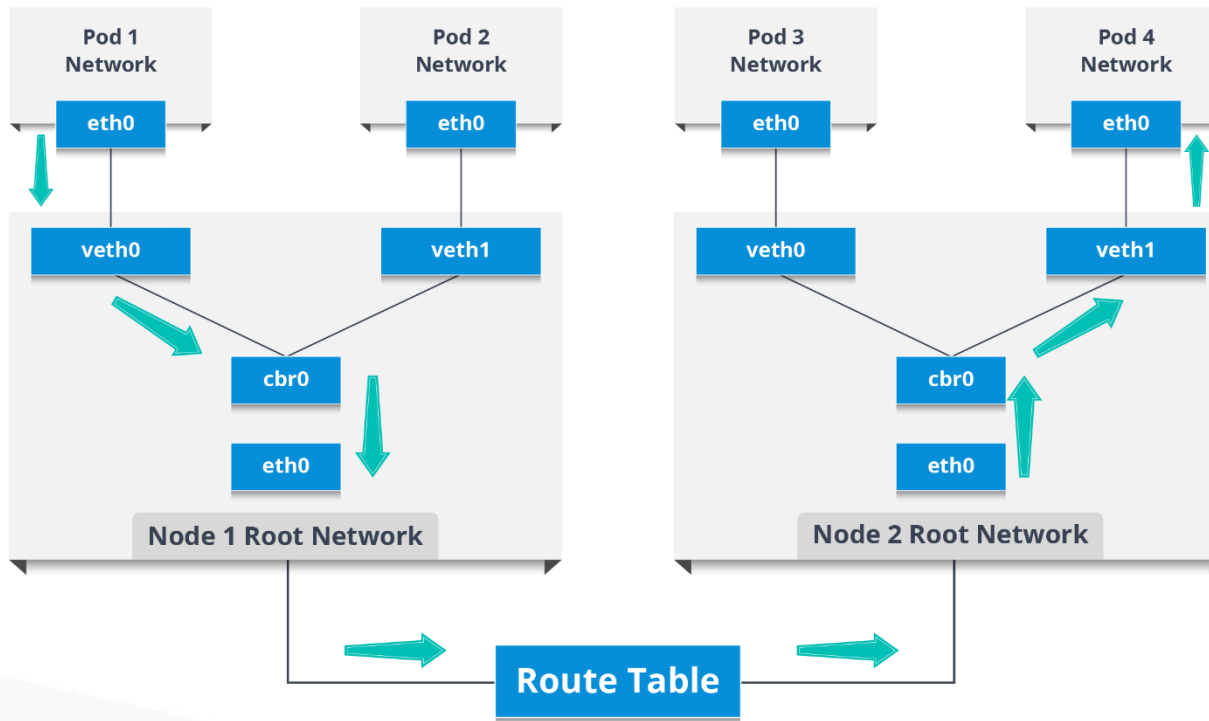 Pod 1
Network
Pod 2
Network
Pod 3
Network
Pod 4
Network
eth0
eth0
eth0
eth0
veth0
veth1
veth0
veth1
cbr0
cbr0
eth0
eth0
Node 1 Root Network
Node 2 Root Network
Route Table